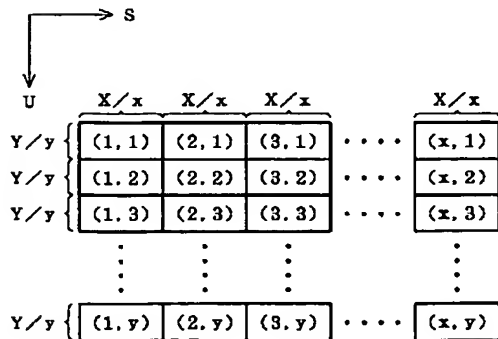 S
U
X/x X/x X/x X/x
Y/y (1,1) (2,1) (3,1) ···· (x,1)
Y/y (1.2) (2.2) (3.2) ···· (x,2)
Y/y (1.3) (2.3) (3.3) ···· (x,3)
Y/y (1,y) (2,y) (3,y) ···· (x,y)